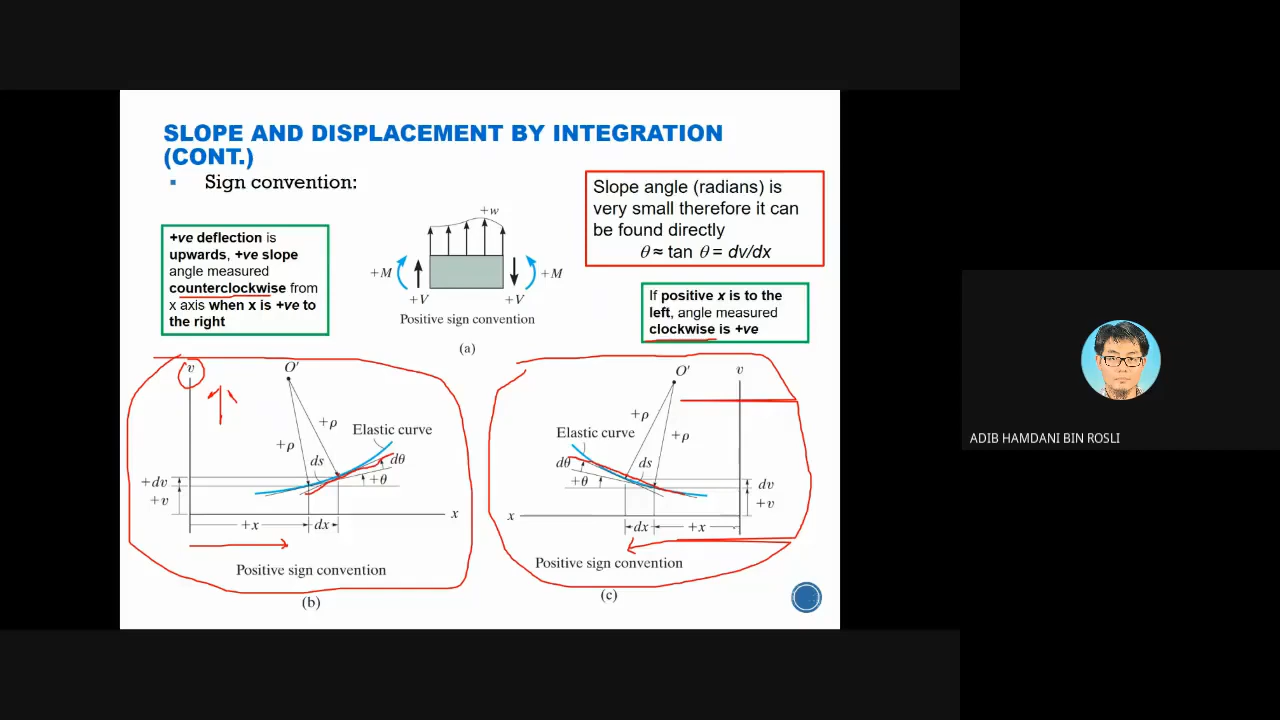 SLOPE AND DISPLACEMENT BY INTEGRATION
(CONT.)
▪ Sign convention:
+ve deflection is
upwards, +ve slope
angle measured
counterclockwise from
x axis when x is +ve to
the right
+w
+M
+M
+V
+V
Positive sign convention
(a)
Slope angle (radians) is
very small therefore it can
be found directly
θ ≈ tan θ = dv/dx
If positive x is to the
left, angle measured
clockwise is +ve
v
O'
+ρ
+ρ
Elastic curve
ds
dθ
+θ
+dv
+v
x
+x
dx
Positive sign convention
(b)
O'
v
+ρ
+ρ
Elastic curve
dθ
ds
+θ
dv
+v
x
dx
+x
Positive sign convention
(c)
ADIB HAMDANI BIN ROSLI